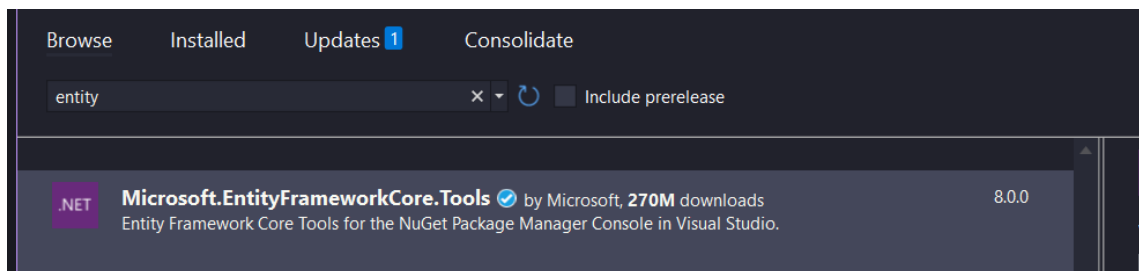 Browse Installed Updates 1 Consolidate
entity Include prerelease
.NET Microsoft.EntityFrameworkCore.Tools by Microsoft, 270M downloads 8.0.0
Entity Framework Core Tools for the NuGet Package Manager Console in Visual Studio.